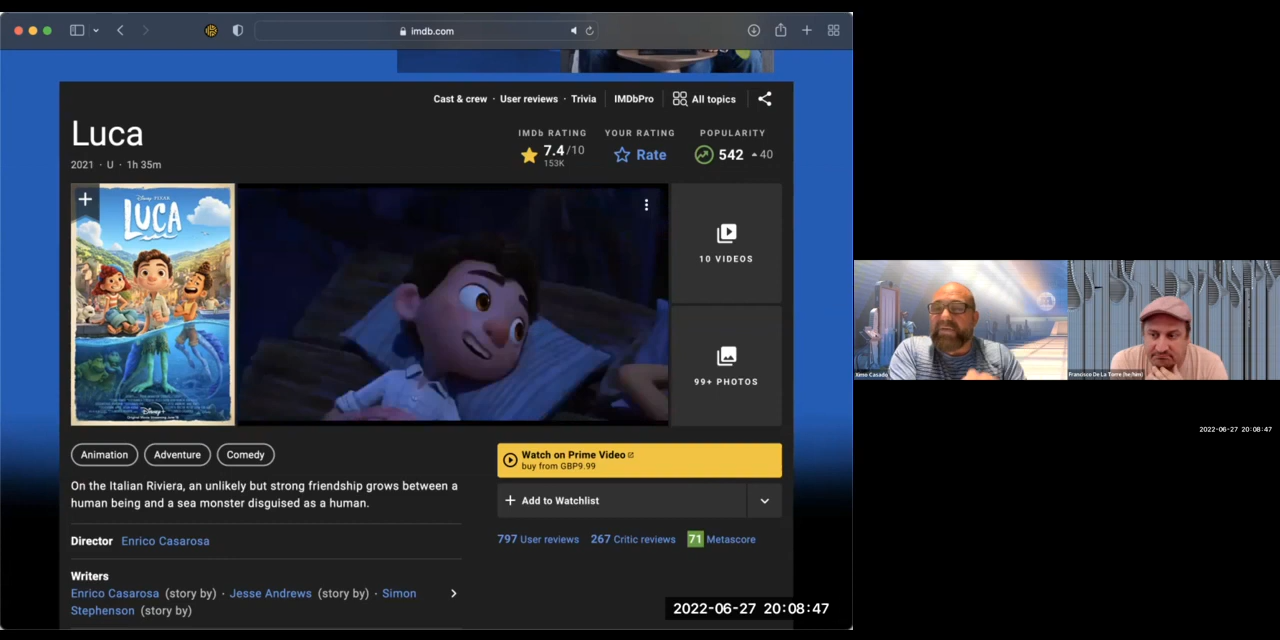 imdb.com
Cast & crew · User reviews · Trivia IMDbPro All topics
Luca
2021 · U · 1h 35m
IMDb RATING
7.4/10
153K
YOUR RATING
Rate
POPULARITY
542 40
Disney PIXAR
LUCA
Disney+
10 VIDEOS
99+ PHOTOS
Animation
Adventure
Comedy
On the Italian Riviera, an unlikely but strong friendship grows between a
human being and a sea monster disguised as a human.
Director Enrico Casarosa
Writers
Enrico Casarosa (story by) · Jesse Andrews (story by) · Simon
Stephenson (story by)
Watch on Prime Video
buy from GBP9.99
+ Add to Watchlist
797 User reviews 267 Critic reviews 71 Metascore
2022-06-27 20:08:47
Ximo Casado
Francisco De La Torre (he/him)
2022-06-27 20:08:47